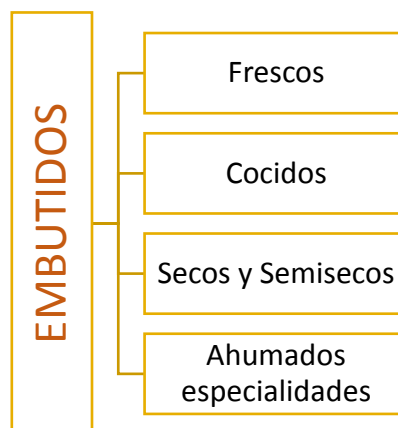 EMBUTIDOS
Frescos
Cocidos
Secos y Semisecos
Ahumados
especialidades